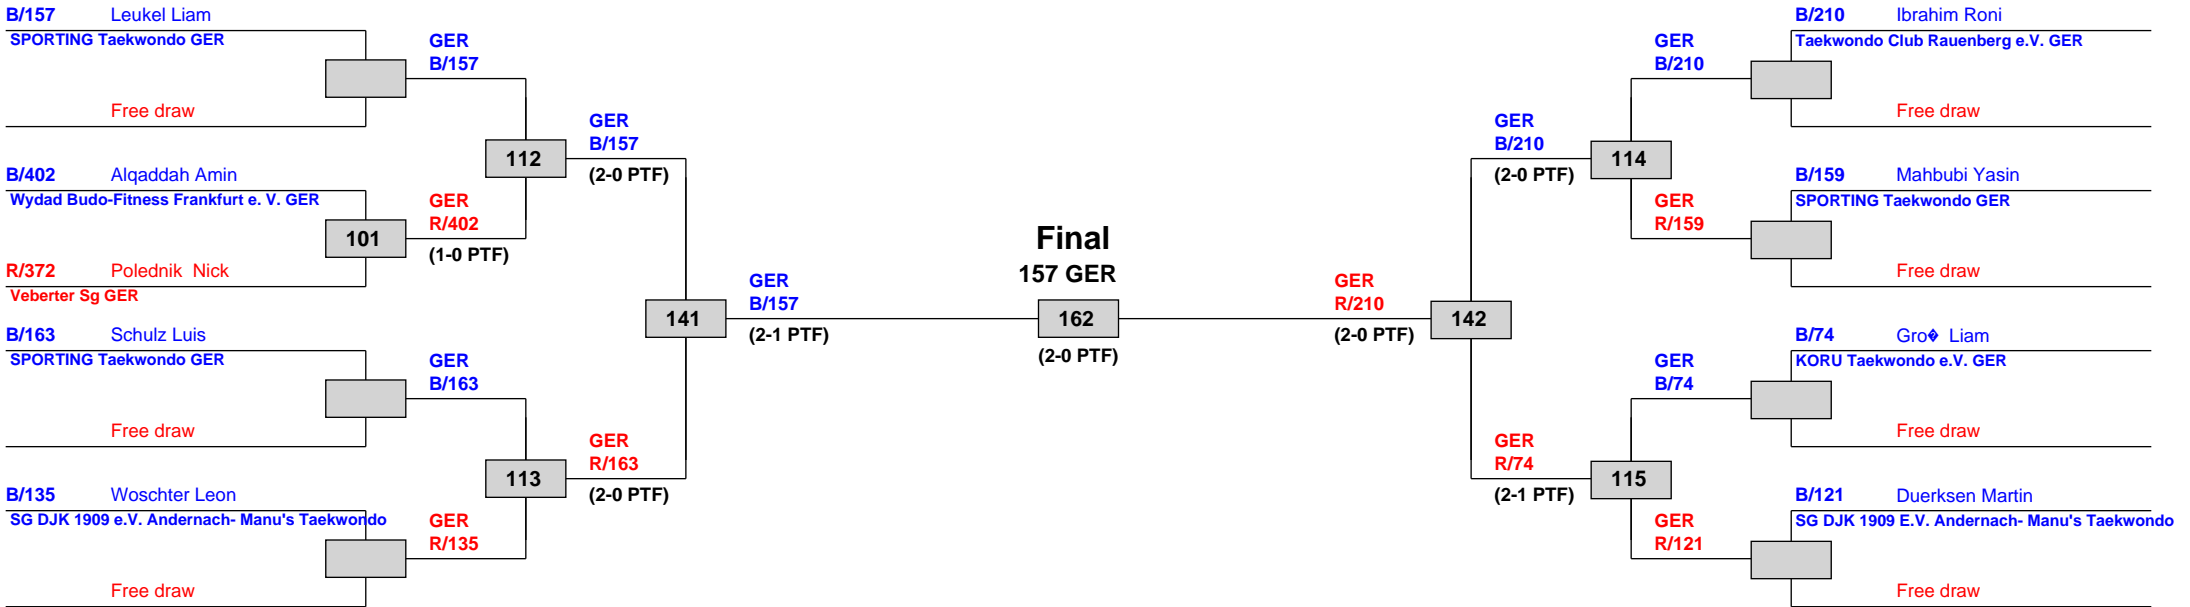 B/157 Leukel Liam
SPORTING Taekwondo GER
Free draw
GER
B/157
B/402 Alqaddah Amin
Wydad Budo-Fitness Frankfurt e. V. GER
101
R/372 Polednik Nick
Veberter Sg GER
GER
R/402
(1-0 PTF)
112
GER
B/157
(2-0 PTF)
B/163 Schulz Luis
SPORTING Taekwondo GER
Free draw
GER
B/163
B/135 Woschter Leon
SG DJK 1909 e.V. Andernach- Manu's Taekwondo
Free draw
GER
R/135
113
GER
R/163
(2-0 PTF)
141
GER
B/157
(2-1 PTF)
Final
157 GER
162
(2-0 PTF)
GER
R/210
(2-0 PTF)
142
GER
B/210
(2-0 PTF)
114
GER
B/210
B/210 Ibrahim Roni
Taekwondo Club Rauenberg e.V. GER
Free draw
GER
R/159
B/159 Mahbubi Yasin
SPORTING Taekwondo GER
Free draw
GER
R/74
(2-1 PTF)
115
GER
B/74
B/74 Gro� Liam
KORU Taekwondo e.V. GER
Free draw
GER
R/121
B/121 Duerksen Martin
SG DJK 1909 E.V. Andernach- Manu's Taekwondo
Free draw